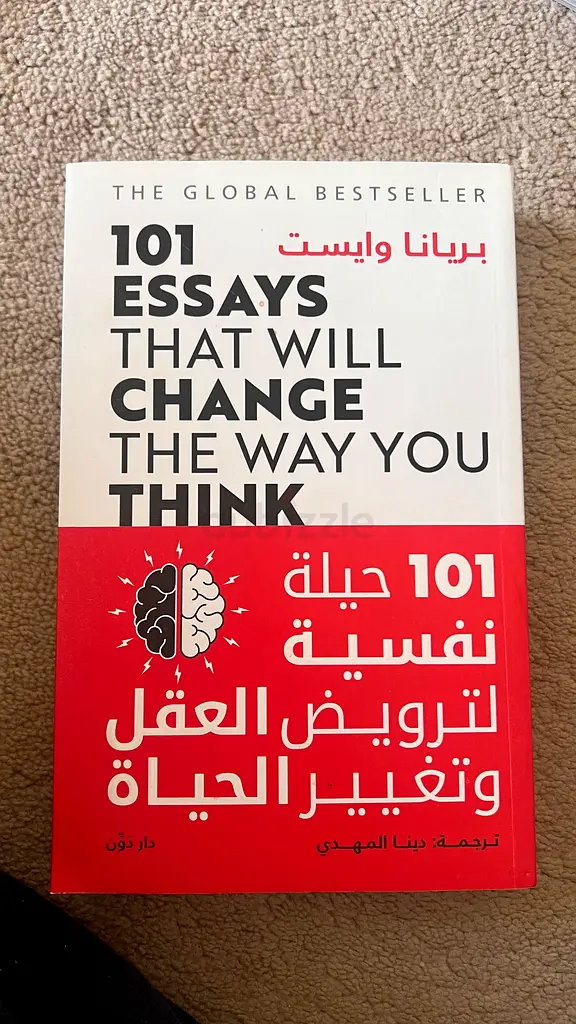 THE GLOBAL BESTSELLER
101
بريانا وايست
ESSAYS
THAT WILL
CHANGE
THE WAY YOU
THINK
dubizzle
101 حيلة
نفسية
لترويض العقل
وتغيير الحياة
ترجمة: دينا المهدي
دار دَوِّن